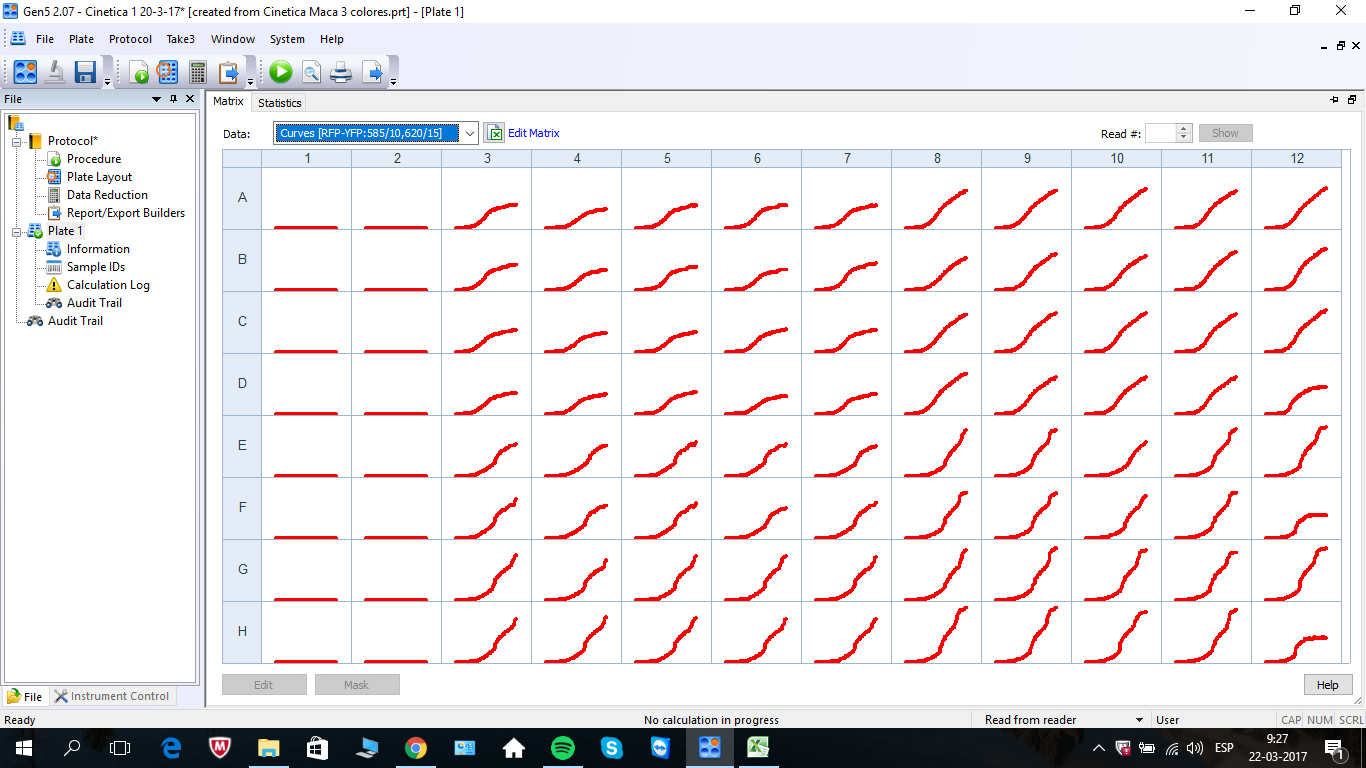 Gen5 2.07 - Cinetica 1 20-3-17* [created from Cinetica Maca 3 colores.prt] - [Plate 1]
File Plate Protocol Take3 Window System Help
File
Protocol*
Procedure
Plate Layout
Data Reduction
Report/Export Builders
Plate 1
Information
Sample IDs
Calculation Log
Audit Trail
Audit Trail
File Instrument Control
Matrix Statistics
Data: Curves [RFP-YFP:585/10,620/15] Edit Matrix Read #: Show
1 2 3 4 5 6 7 8 9 10 11 12
A
B
C
D
E
F
G
H
Edit Mask Help
Ready No calculation in progress Read from reader User CAP NUM SCRL
ESP 9:27
22-03-2017 1